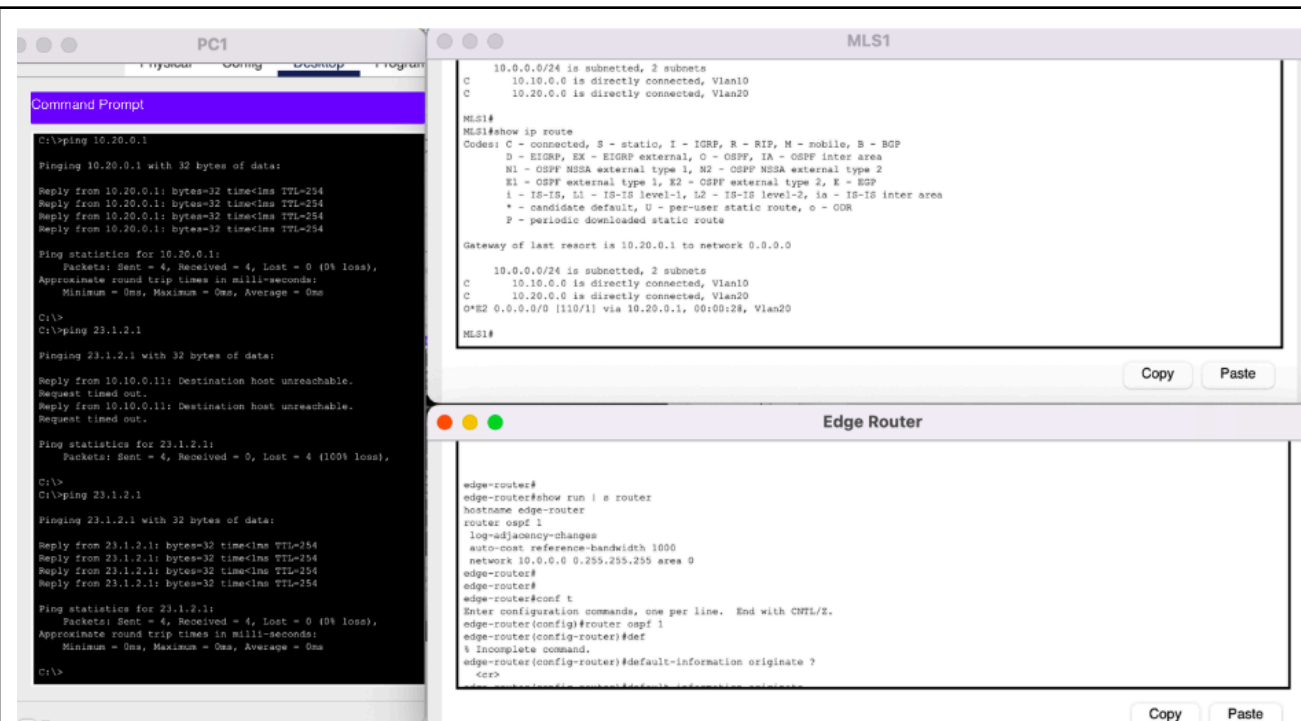 PC1
Physical Config Desktop Program
Command Prompt
C:\>ping 10.20.0.1
Pinging 10.20.0.1 with 32 bytes of data:
Reply from 10.20.0.1: bytes=32 time<1ms TTL=254
Reply from 10.20.0.1: bytes=32 time<1ms TTL=254
Reply from 10.20.0.1: bytes=32 time<1ms TTL=254
Reply from 10.20.0.1: bytes=32 time<1ms TTL=254
Ping statistics for 10.20.0.1:
Packets: Sent = 4, Received = 4, Lost = 0 (0% loss),
Approximate round trip times in milli-seconds:
Minimum = 0ms, Maximum = 0ms, Average = 0ms
C:\>
C:\>ping 23.1.2.1
Pinging 23.1.2.1 with 32 bytes of data:
Reply from 10.10.0.11: Destination host unreachable.
Request timed out.
Reply from 10.10.0.11: Destination host unreachable.
Request timed out.
Ping statistics for 23.1.2.1:
Packets: Sent = 4, Received = 0, Lost = 4 (100% loss),
C:\>
C:\>ping 23.1.2.1
Pinging 23.1.2.1 with 32 bytes of data:
Reply from 23.1.2.1: bytes=32 time<1ms TTL=254
Reply from 23.1.2.1: bytes=32 time<1ms TTL=254
Reply from 23.1.2.1: bytes=32 time<1ms TTL=254
Reply from 23.1.2.1: bytes=32 time<1ms TTL=254
Ping statistics for 23.1.2.1:
Packets: Sent = 4, Received = 4, Lost = 0 (0% loss),
Approximate round trip times in milli-seconds:
Minimum = 0ms, Maximum = 0ms, Average = 0ms
C:\>
MLS1
10.0.0.0/24 is subnetted, 2 subnets
C 10.10.0.0 is directly connected, Vlan10
C 10.20.0.0 is directly connected, Vlan20
MLS1#
MLS1#show ip route
Codes: C - connected, S - static, I - IGRP, R - RIP, M - mobile, B - BGP
D - EIGRP, EX - EIGRP external, O - OSPF, IA - OSPF inter area
N1 - OSPF NSSA external type 1, N2 - OSPF NSSA external type 2
E1 - OSPF external type 1, E2 - OSPF external type 2, E - EGP
i - IS-IS, L1 - IS-IS level-1, L2 - IS-IS level-2, ia - IS-IS inter area
* - candidate default, U - per-user static route, o - ODR
P - periodic downloaded static route
Gateway of last resort is 10.20.0.1 to network 0.0.0.0
10.0.0.0/24 is subnetted, 2 subnets
C 10.10.0.0 is directly connected, Vlan10
C 10.20.0.0 is directly connected, Vlan20
O*E2 0.0.0.0/0 [110/1] via 10.20.0.1, 00:00:28, Vlan20
MLS1#
Copy Paste
Edge Router
edge-router#
edge-router#show run | s router
hostname edge-router
router ospf 1
log-adjacency-changes
auto-cost reference-bandwidth 1000
network 10.0.0.0 0.255.255.255 area 0
edge-router#
edge-router#
edge-router#conf t
Enter configuration commands, one per line. End with CNTL/Z.
edge-router(config)#router ospf 1
edge-router(config-router)#def
% Incomplete command.
edge-router(config-router)#default-information originate ?
<cr>
edge-router(config-router)#default-information originate
Copy Paste